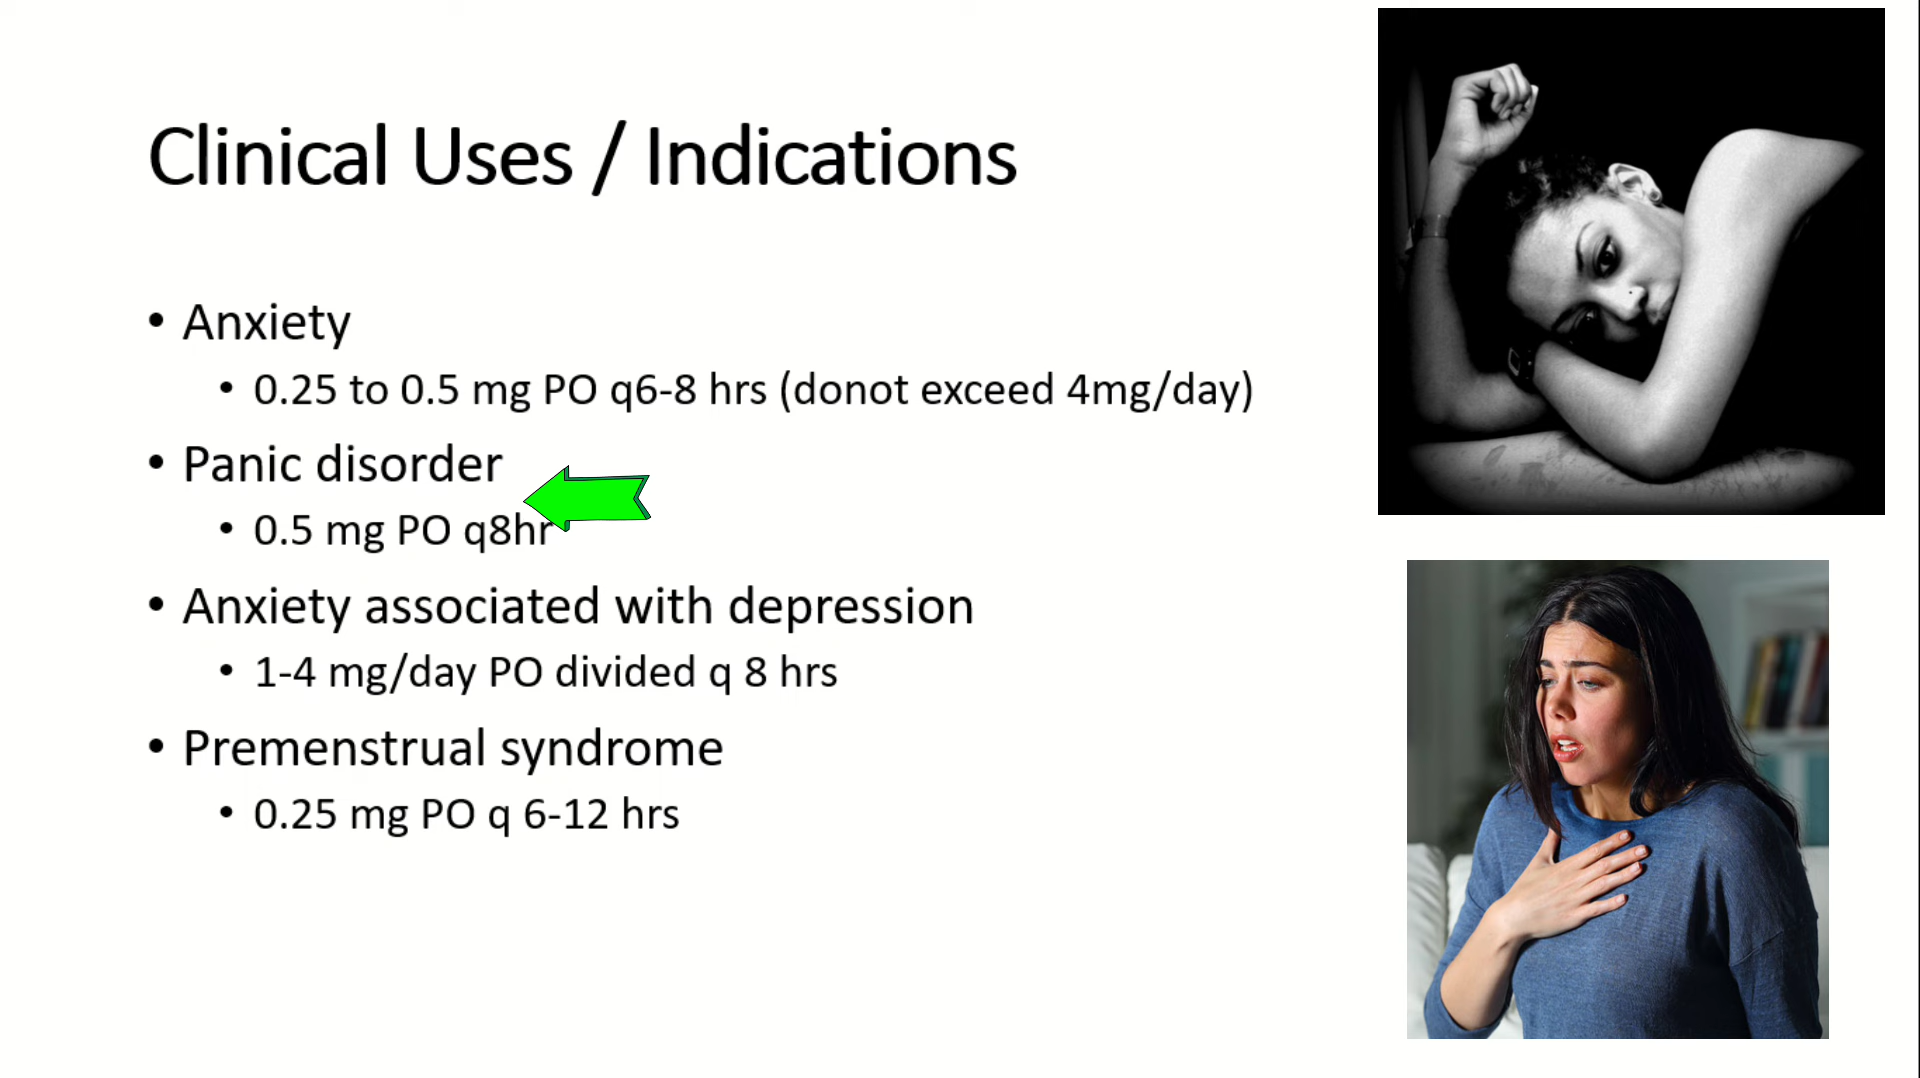 Clinical Uses / Indications
• Anxiety
• 0.25 to 0.5 mg PO q6-8 hrs (donot exceed 4mg/day)
• Panic disorder
• 0.5 mg PO q8hr
• Anxiety associated with depression
• 1-4 mg/day PO divided q 8 hrs
• Premenstrual syndrome
• 0.25 mg PO q 6-12 hrs